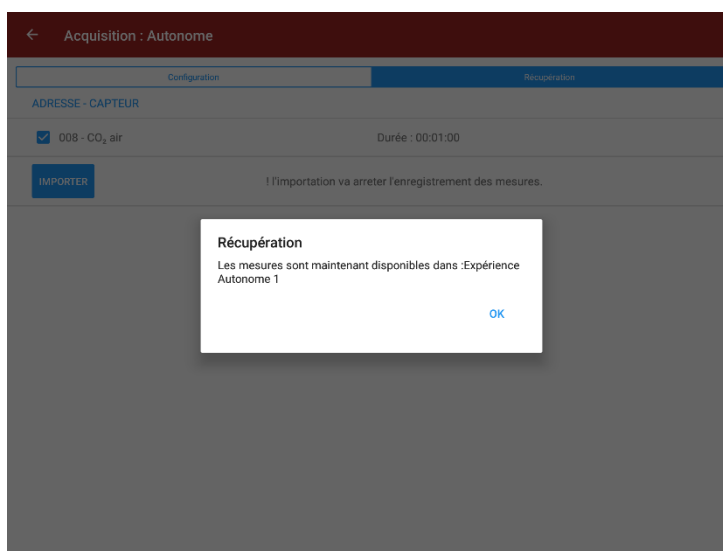 Acquisition : Autonome
Configuration Récupération
ADRESSE - CAPTEUR
008 - CO₂ air Durée : 00:01:00
IMPORTER ! l'importation va arreter l'enregistrement des mesures.
Récupération
Les mesures sont maintenant disponibles dans :Expérience
Autonome 1
OK